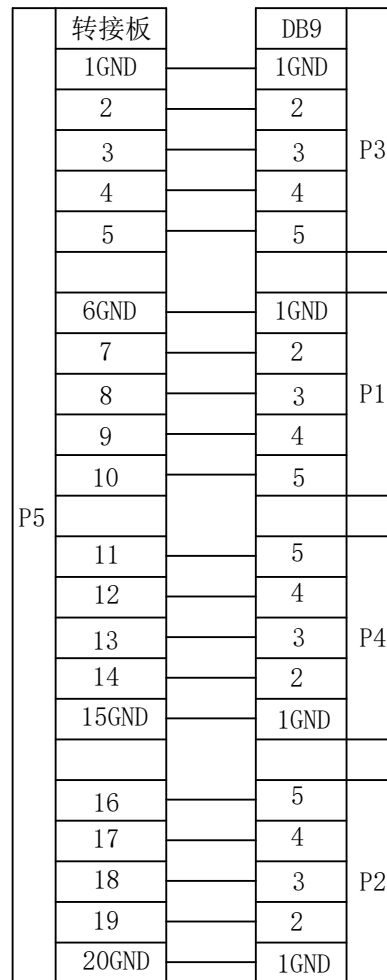 转接板 DB9
1GND 1GND
2 2
3 3 P3
4 4
5 5
6GND 1GND
7 2
8 3 P1
9 4
10 5
P5
11 5
12 4
13 3 P4
14 2
15GND 1GND
16 5
17 4
18 3 P2
19 2
20GND 1GND